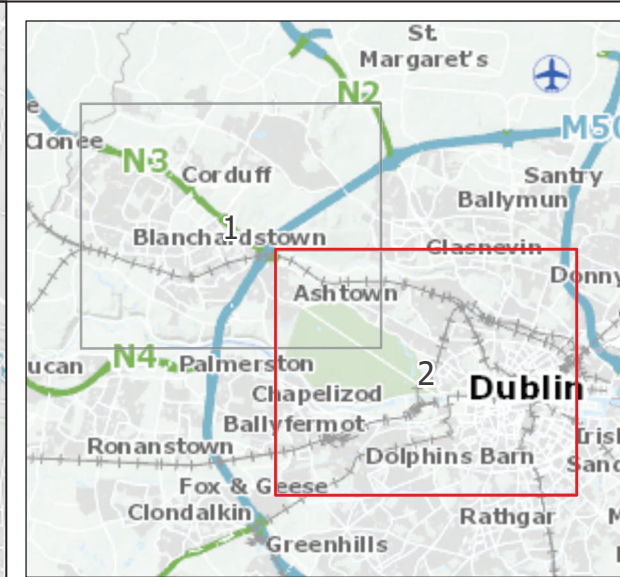 St.
Margaret's
N2
e
Clonee
M50
N3
Corduff
Santry
Ballymun
1
Blanchardstown
Glasnevin
Donny
Ashtown
N4
ucan
Palmerston
2
Chapelizod
Dublin
Ballyfermot
Irish
Sand
Ronanstown
Dolphins Barn
Fox & Geese
Clondalkin
Rathgar
M
Greenhills